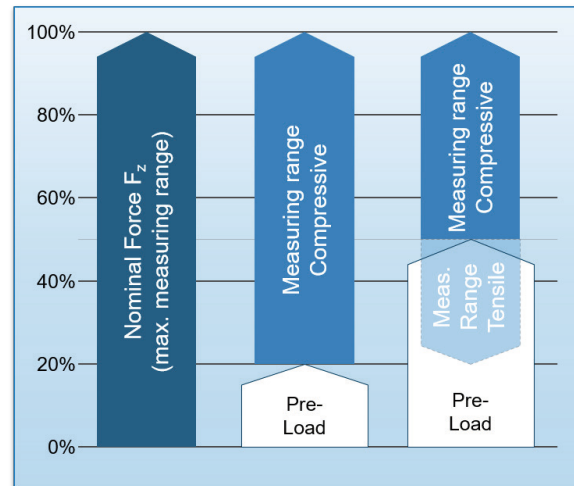 100%
80%
60%
40%
20%
0%
Nominal Force Fz
(max. measuring range)
Measuring range
Compressive
Pre-
Load
Measuring range
Compressive
Meas.
Range
Tensile
Pre-
Load